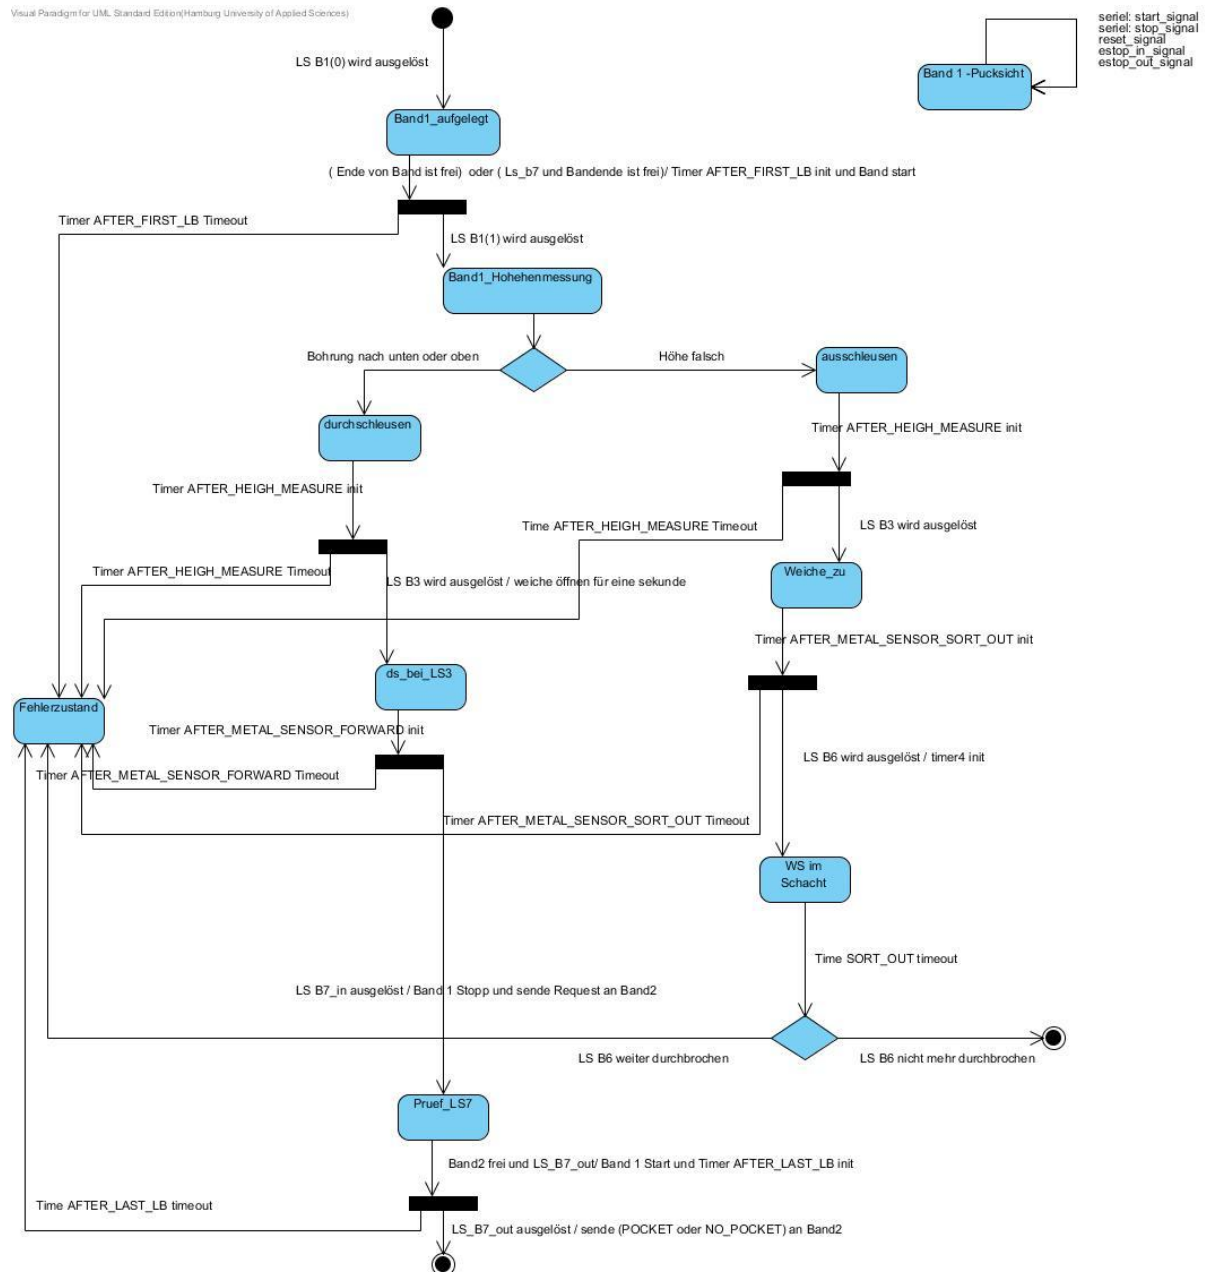 Visual Paradigm for UML Standard Edition(Hamburg University of Applied Sciences)
seriel: start_signal
seriel: stop_signal
reset_signal
estop_in_signal
estop_out_signal
Band 1 -Pucksicht
LS B1(0) wird ausgelöst
Band1_aufgelegt
( Ende von Band ist frei) oder ( Ls_b7 und Bandende ist frei)/ Timer AFTER_FIRST_LB init und Band start
Timer AFTER_FIRST_LB Timeout
LS B1(1) wird ausgelöst
Band1_Hohehenmessung
Bohrung nach unten oder oben
Höhe falsch
ausschleusen
durchschleusen
Timer AFTER_HEIGH_MEASURE init
Timer AFTER_HEIGH_MEASURE init
Time AFTER_HEIGH_MEASURE Timeout
LS B3 wird ausgelöst
Timer AFTER_HEIGH_MEASURE Timeout
LS B3 wird ausgelöst / weiche öffnen für eine sekunde
Weiche_zu
Timer AFTER_METAL_SENSOR_SORT_OUT init
ds_bei_LS3
Fehlerzustand
Timer AFTER_METAL_SENSOR_FORWARD init
LS B6 wird ausgelöst / timer4 init
Timer AFTER_METAL_SENSOR_FORWARD Timeout
Timer AFTER_METAL_SENSOR_SORT_OUT Timeout
WS im
Schacht
Time SORT_OUT timeout
LS B7_in ausgelöst / Band 1 Stopp und sende Request an Band2
LS B6 weiter durchbrochen
LS B6 nicht mehr durchbrochen
Pruef_LS7
Band2 frei und LS_B7_out/ Band 1 Start und Timer AFTER_LAST_LB init
Time AFTER_LAST_LB timeout
LS_B7_out ausgelöst / sende (POCKET oder NO_POCKET) an Band2